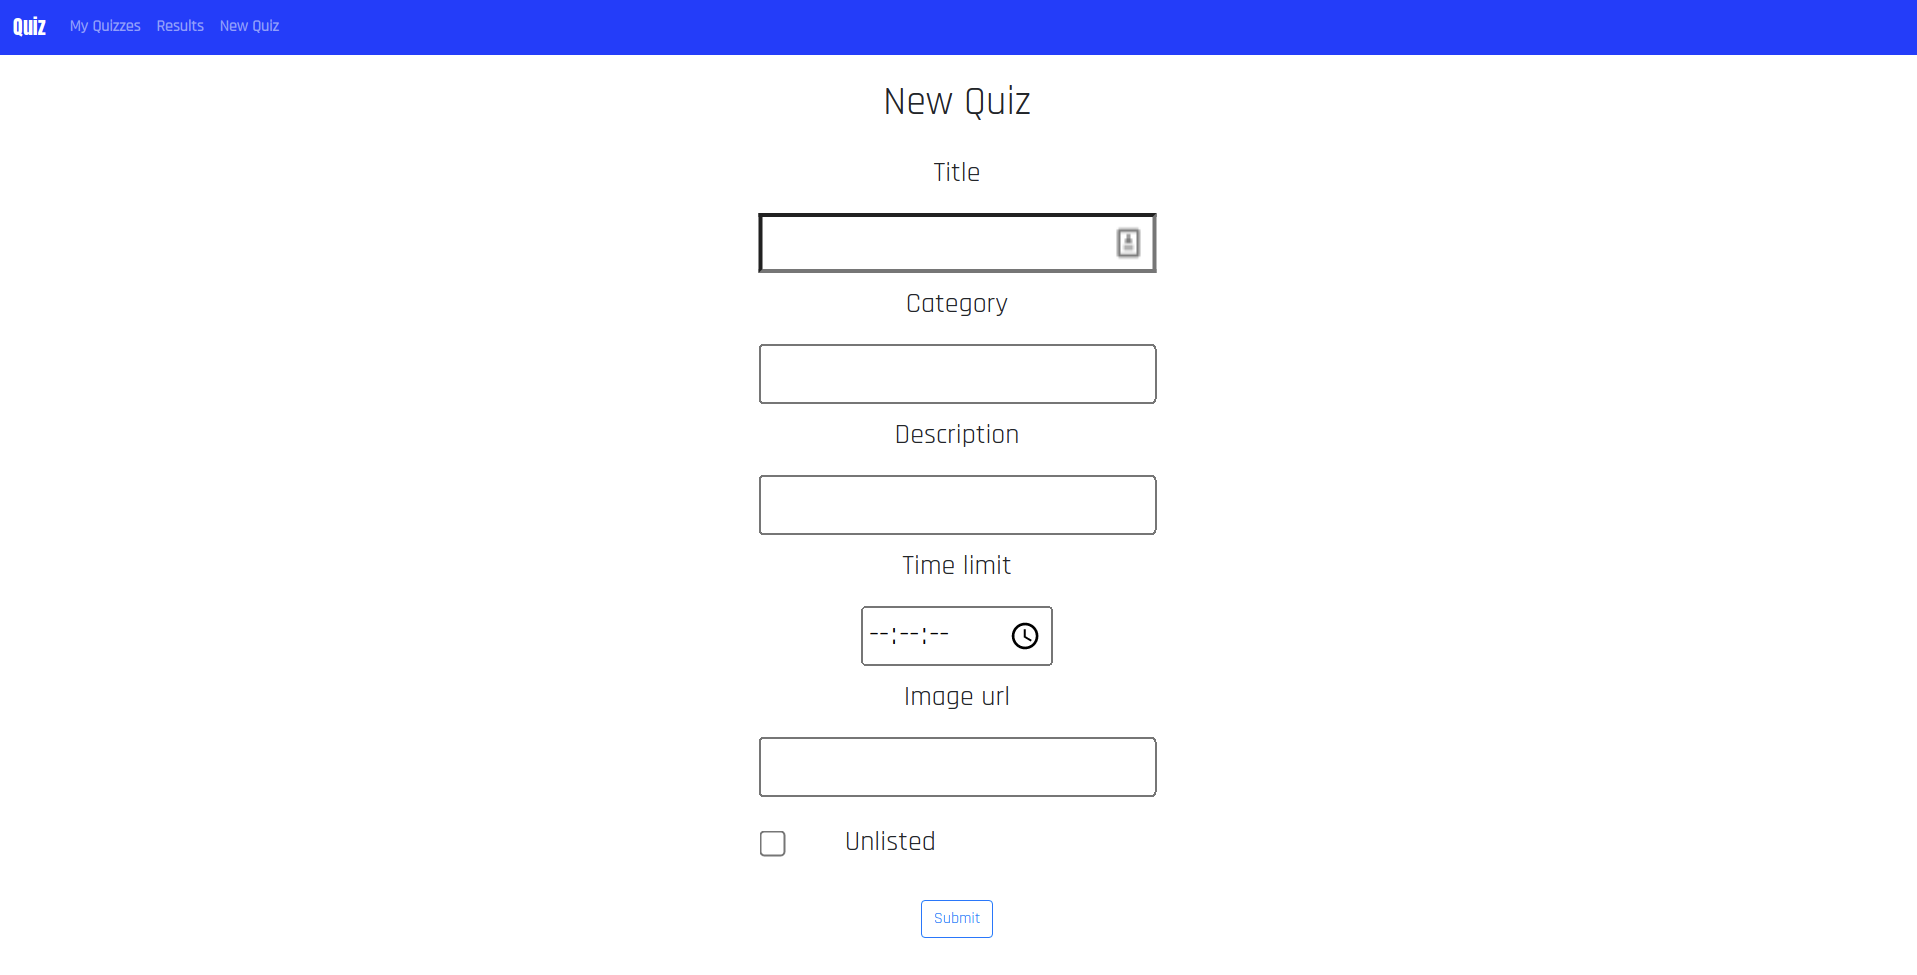 Quiz My Quizzes Results New Quiz
New Quiz
Title
Category
Description
Time limit
--:--:--
Image url
Unlisted
Submit